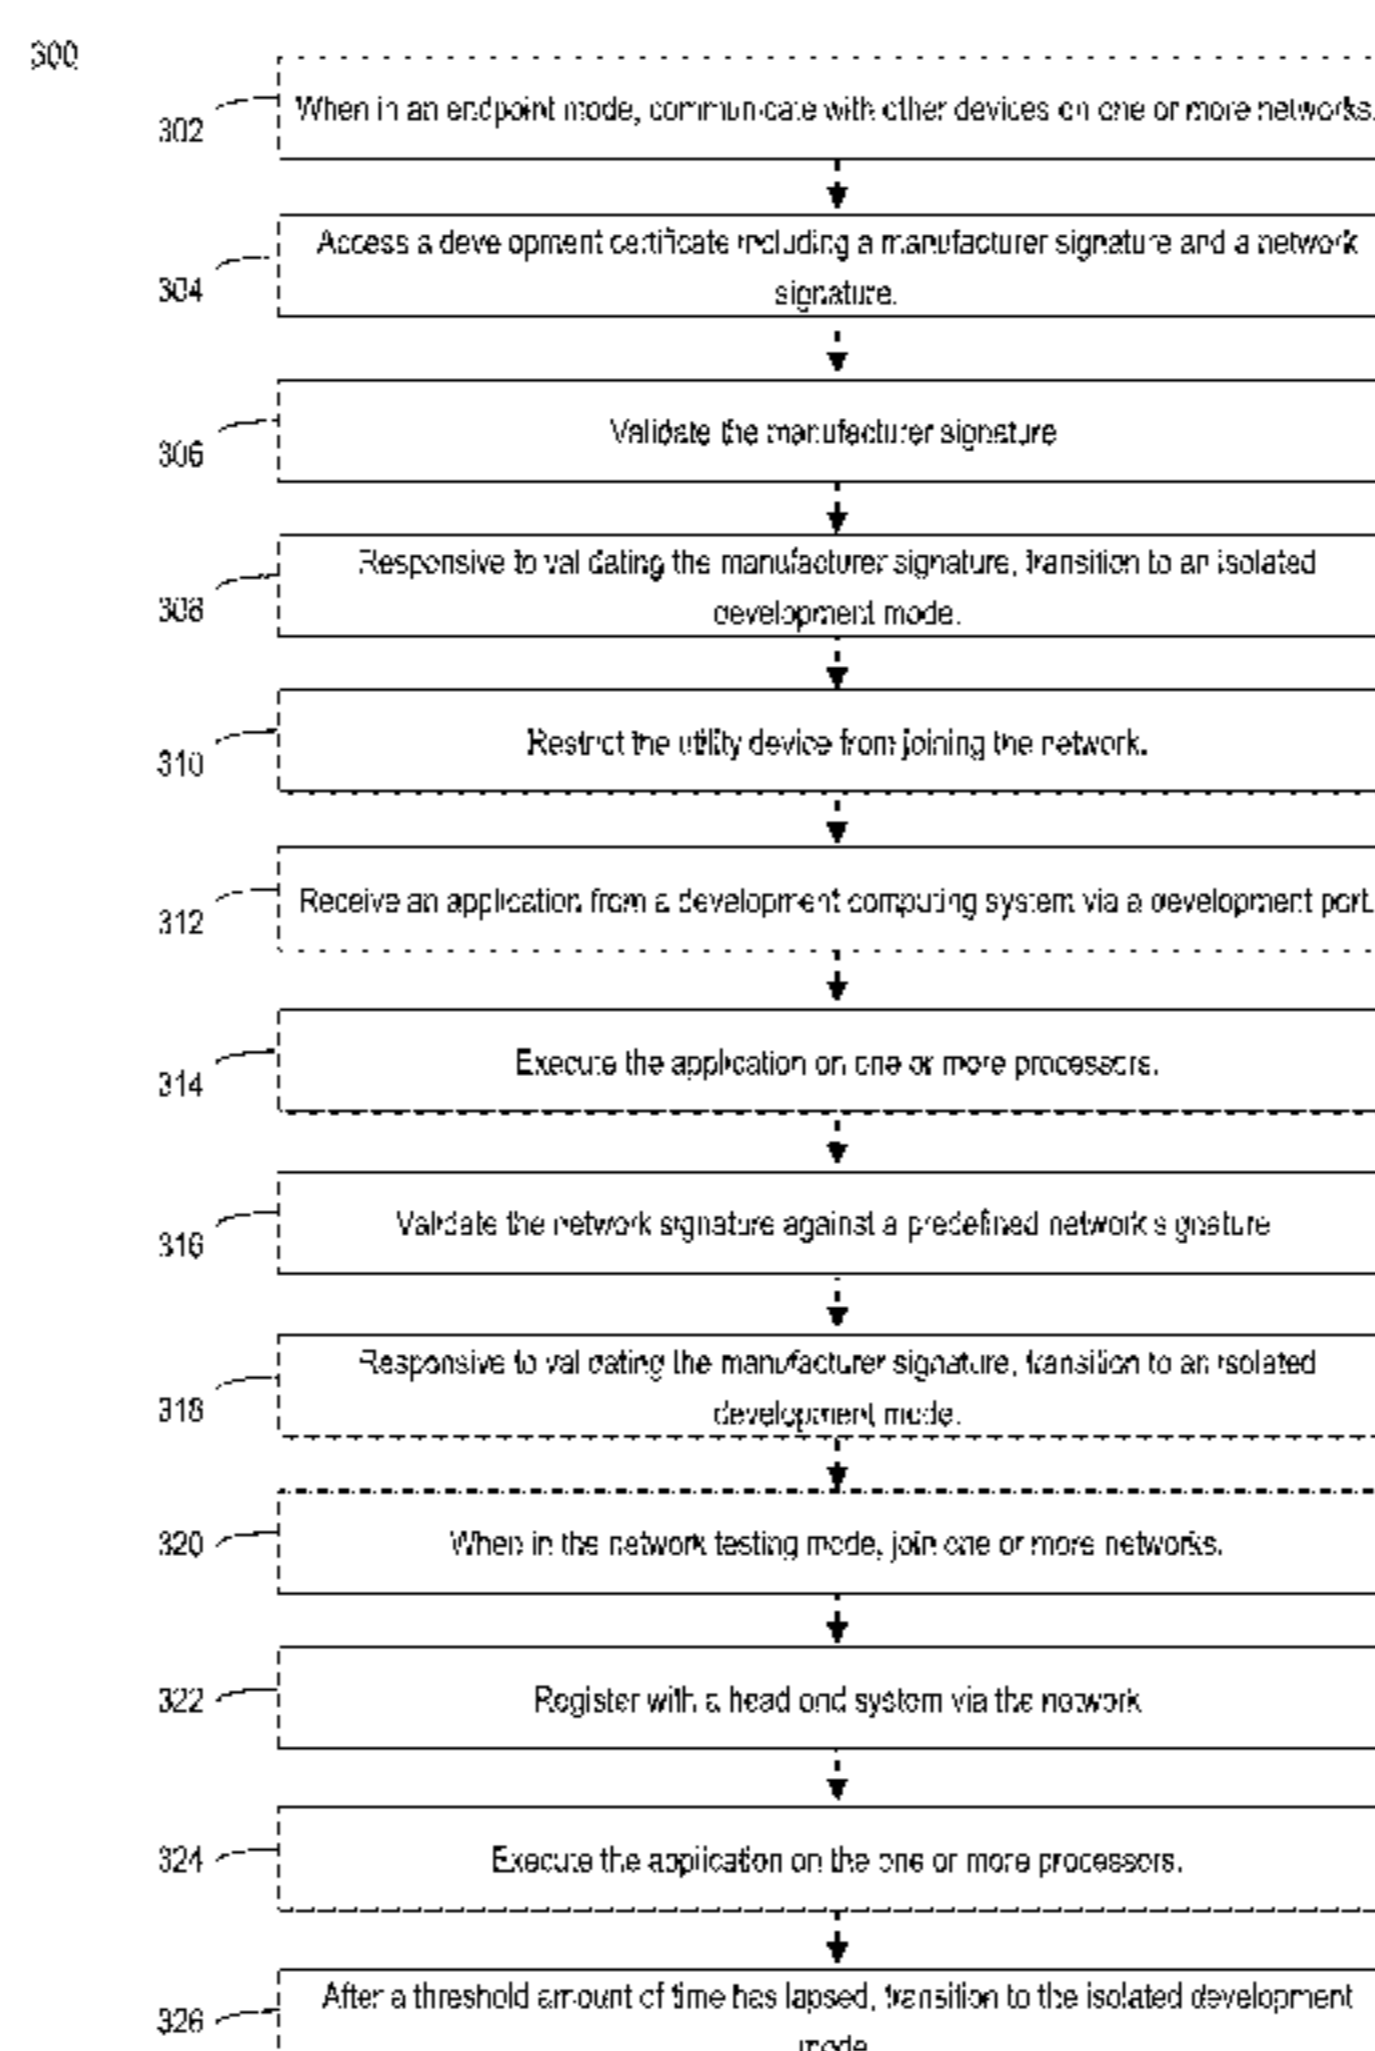 300
302
When in an endpoint mode, communicate with other devices on one or more networks.
304
Access a development certificate including a manufacturer signature and a network
signature.
306
Validate the manufacturer signature
308
Responsive to validating the manufacturer signature, transition to an isolated
development mode.
310
Restrict the utility device from joining the network.
312
Receive an application from a development computing system via a development port.
314
Execute the application on one or more processors.
316
Validate the network signature against a predefined network signature
318
Responsive to validating the manufacturer signature, transition to an isolated
development mode.
320
When in the network testing mode, join one or more networks.
322
Register with a head end system via the network
324
Execute the application on the one or more processors.
326
After a threshold amount of time has lapsed, transition to the isolated development
mode